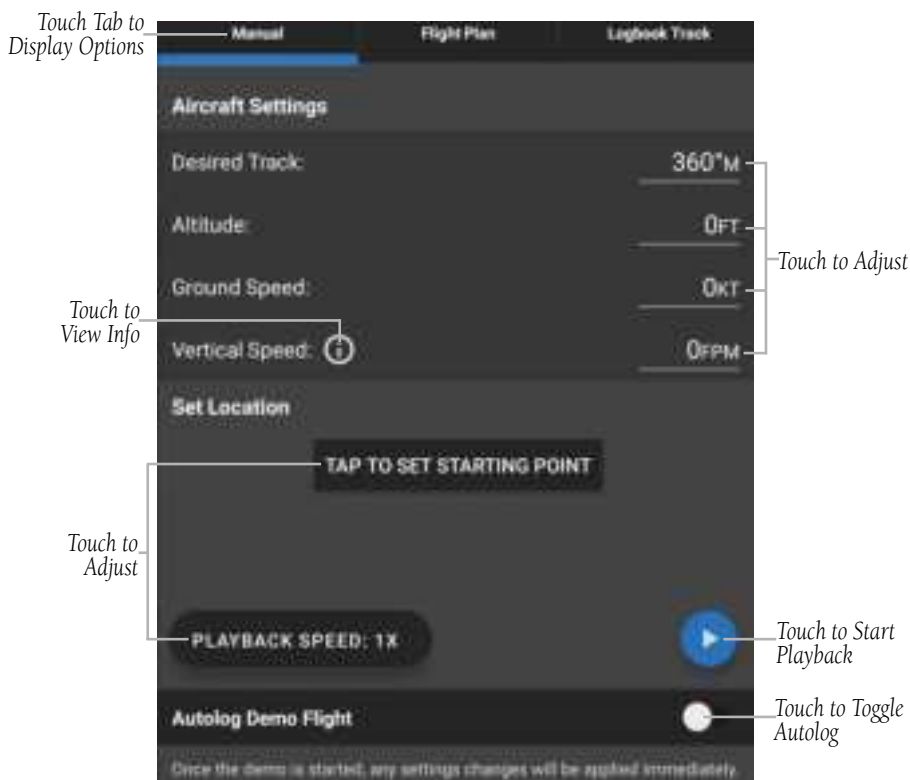 Touch Tab to
Display Options
Manual
Flight Plan
Logbook Track
Aircraft Settings
Desired Track:
360°M
Altitude:
0FT
Touch to Adjust
Ground Speed:
0KT
Touch to
View Info
Vertical Speed:
0FPM
Set Location
TAP TO SET STARTING POINT
Touch to
Adjust
PLAYBACK SPEED: 1X
Touch to Start
Playback
Autolog Demo Flight
Touch to Toggle
Autolog
Once the demo is started, any settings changes will be applied immediately.